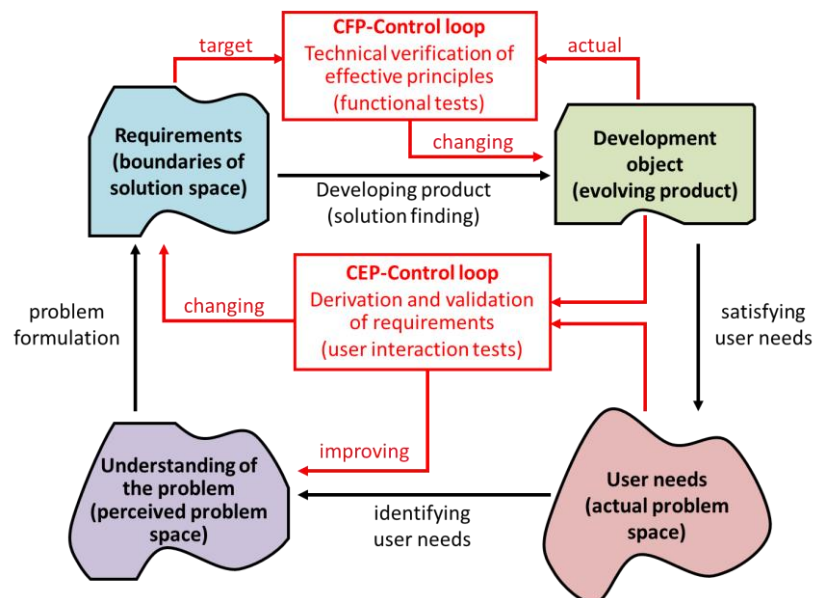 CFP-Control loop
target
actual
Technical verification of
effective principles
(functional tests)
Requirements
(boundaries of
solution space)
changing
Development
object
(evolving product)
Developing product
(solution finding)
CEP-Control loop
changing
Derivation and validation
of requirements
(user interaction tests)
problem
formulation
satisfying
user needs
improving
Understanding of
the problem
(perceived problem
space)
User needs
(actual problem
space)
identifying
user needs